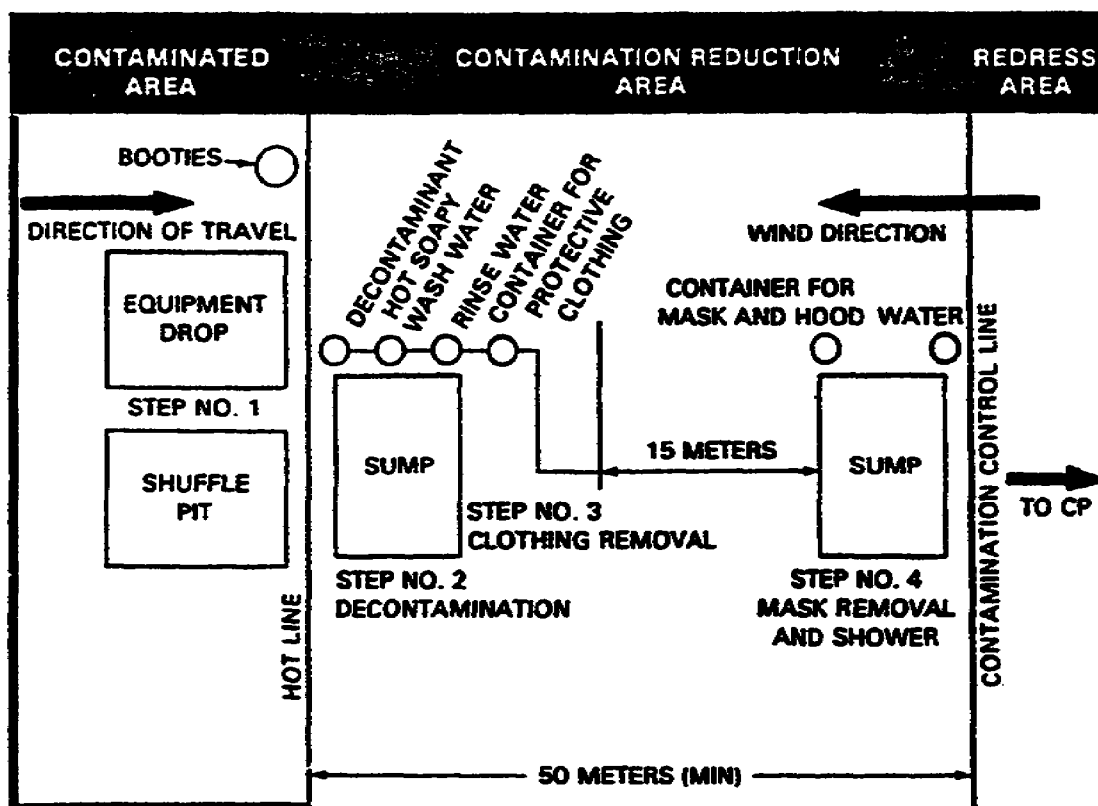 CONTAMINATED
AREA
CONTAMINATION REDUCTION
AREA
REDRESS
AREA
BOOTIES
DIRECTION OF TRAVEL
EQUIPMENT
DROP
STEP NO. 1
SHUFFLE
PIT
HOT LINE
DECONTAMINANT
HOT SOAPY
WASH WATER
RINSE WATER
CONTAINER FOR
PROTECTIVE
CLOTHING
WIND DIRECTION
CONTAINER FOR
MASK AND HOOD WATER
SUMP
STEP NO. 2
DECONTAMINATION
STEP NO. 3
CLOTHING REMOVAL
15 METERS
SUMP
STEP NO. 4
MASK REMOVAL
AND SHOWER
CONTAMINATION CONTROL LINE
TO CP
50 METERS (MIN)